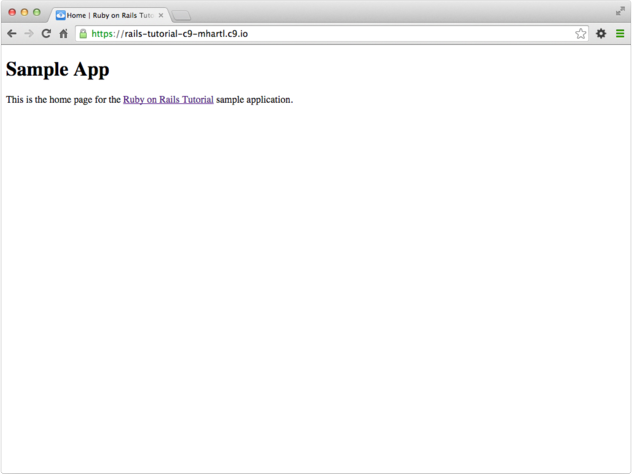 Home | Ruby on Rails Tuto
https://rails-tutorial-c9-mhartl.c9.io
Sample App
This is the home page for the Ruby on Rails Tutorial sample application.